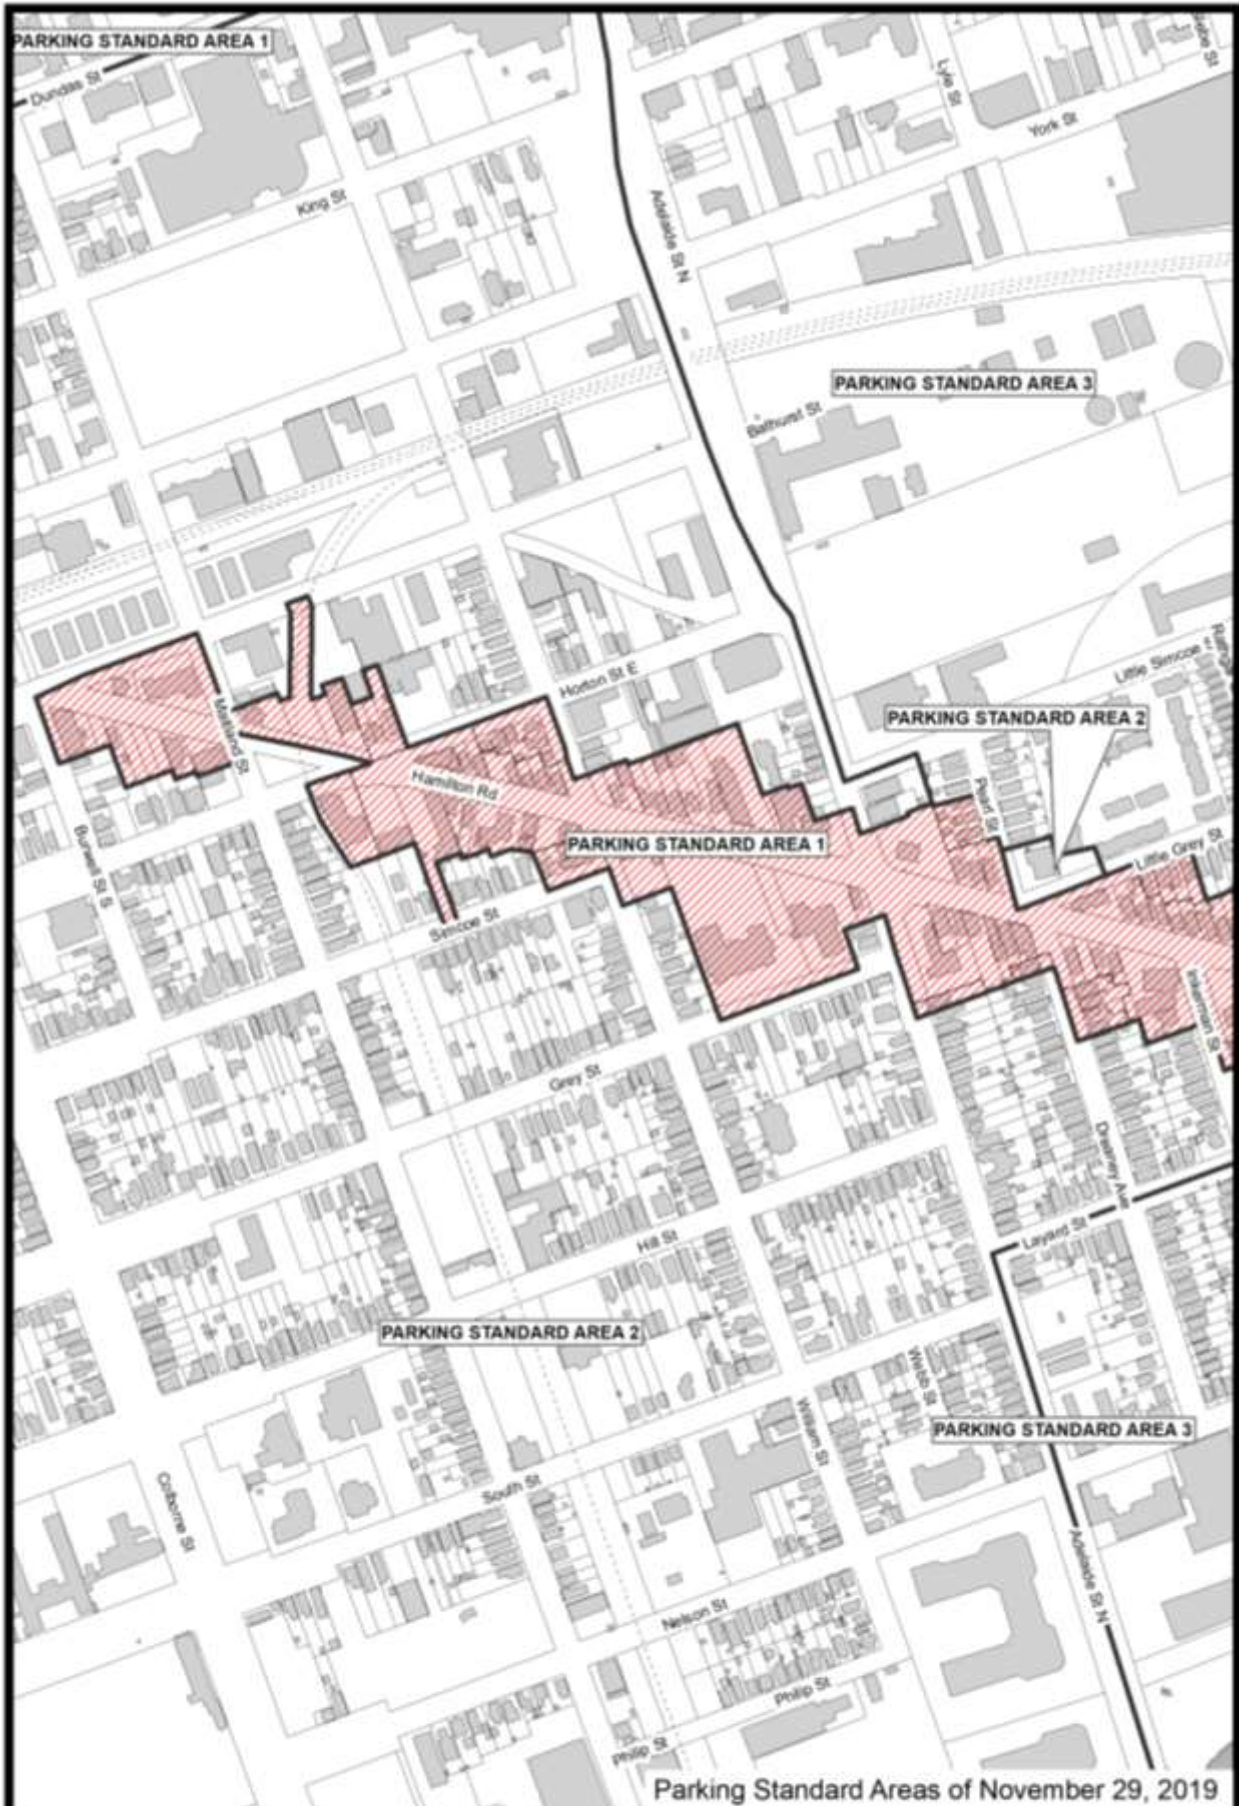 PARKING STANDARD AREA 1
Dundas St
Lyle St
York St
King St
Adelaide St N
PARKING STANDARD AREA 3
Bathurst St
Little Simcoe
Horton St E
Maitland St
PARKING STANDARD AREA 2
Hamilton Rd
Pearl St
PARKING STANDARD AREA 1
Little Grey St
Burwell St S
Simcoe St
Inkerman St
Grey St
Dreaney Ave
Layard St
Hill St
PARKING STANDARD AREA 2
Webb St
William St
PARKING STANDARD AREA 3
South St
Colborne St
Adelaide St N
Nelson St
Philip St
Philip St
Parking Standard Areas of November 29, 2019